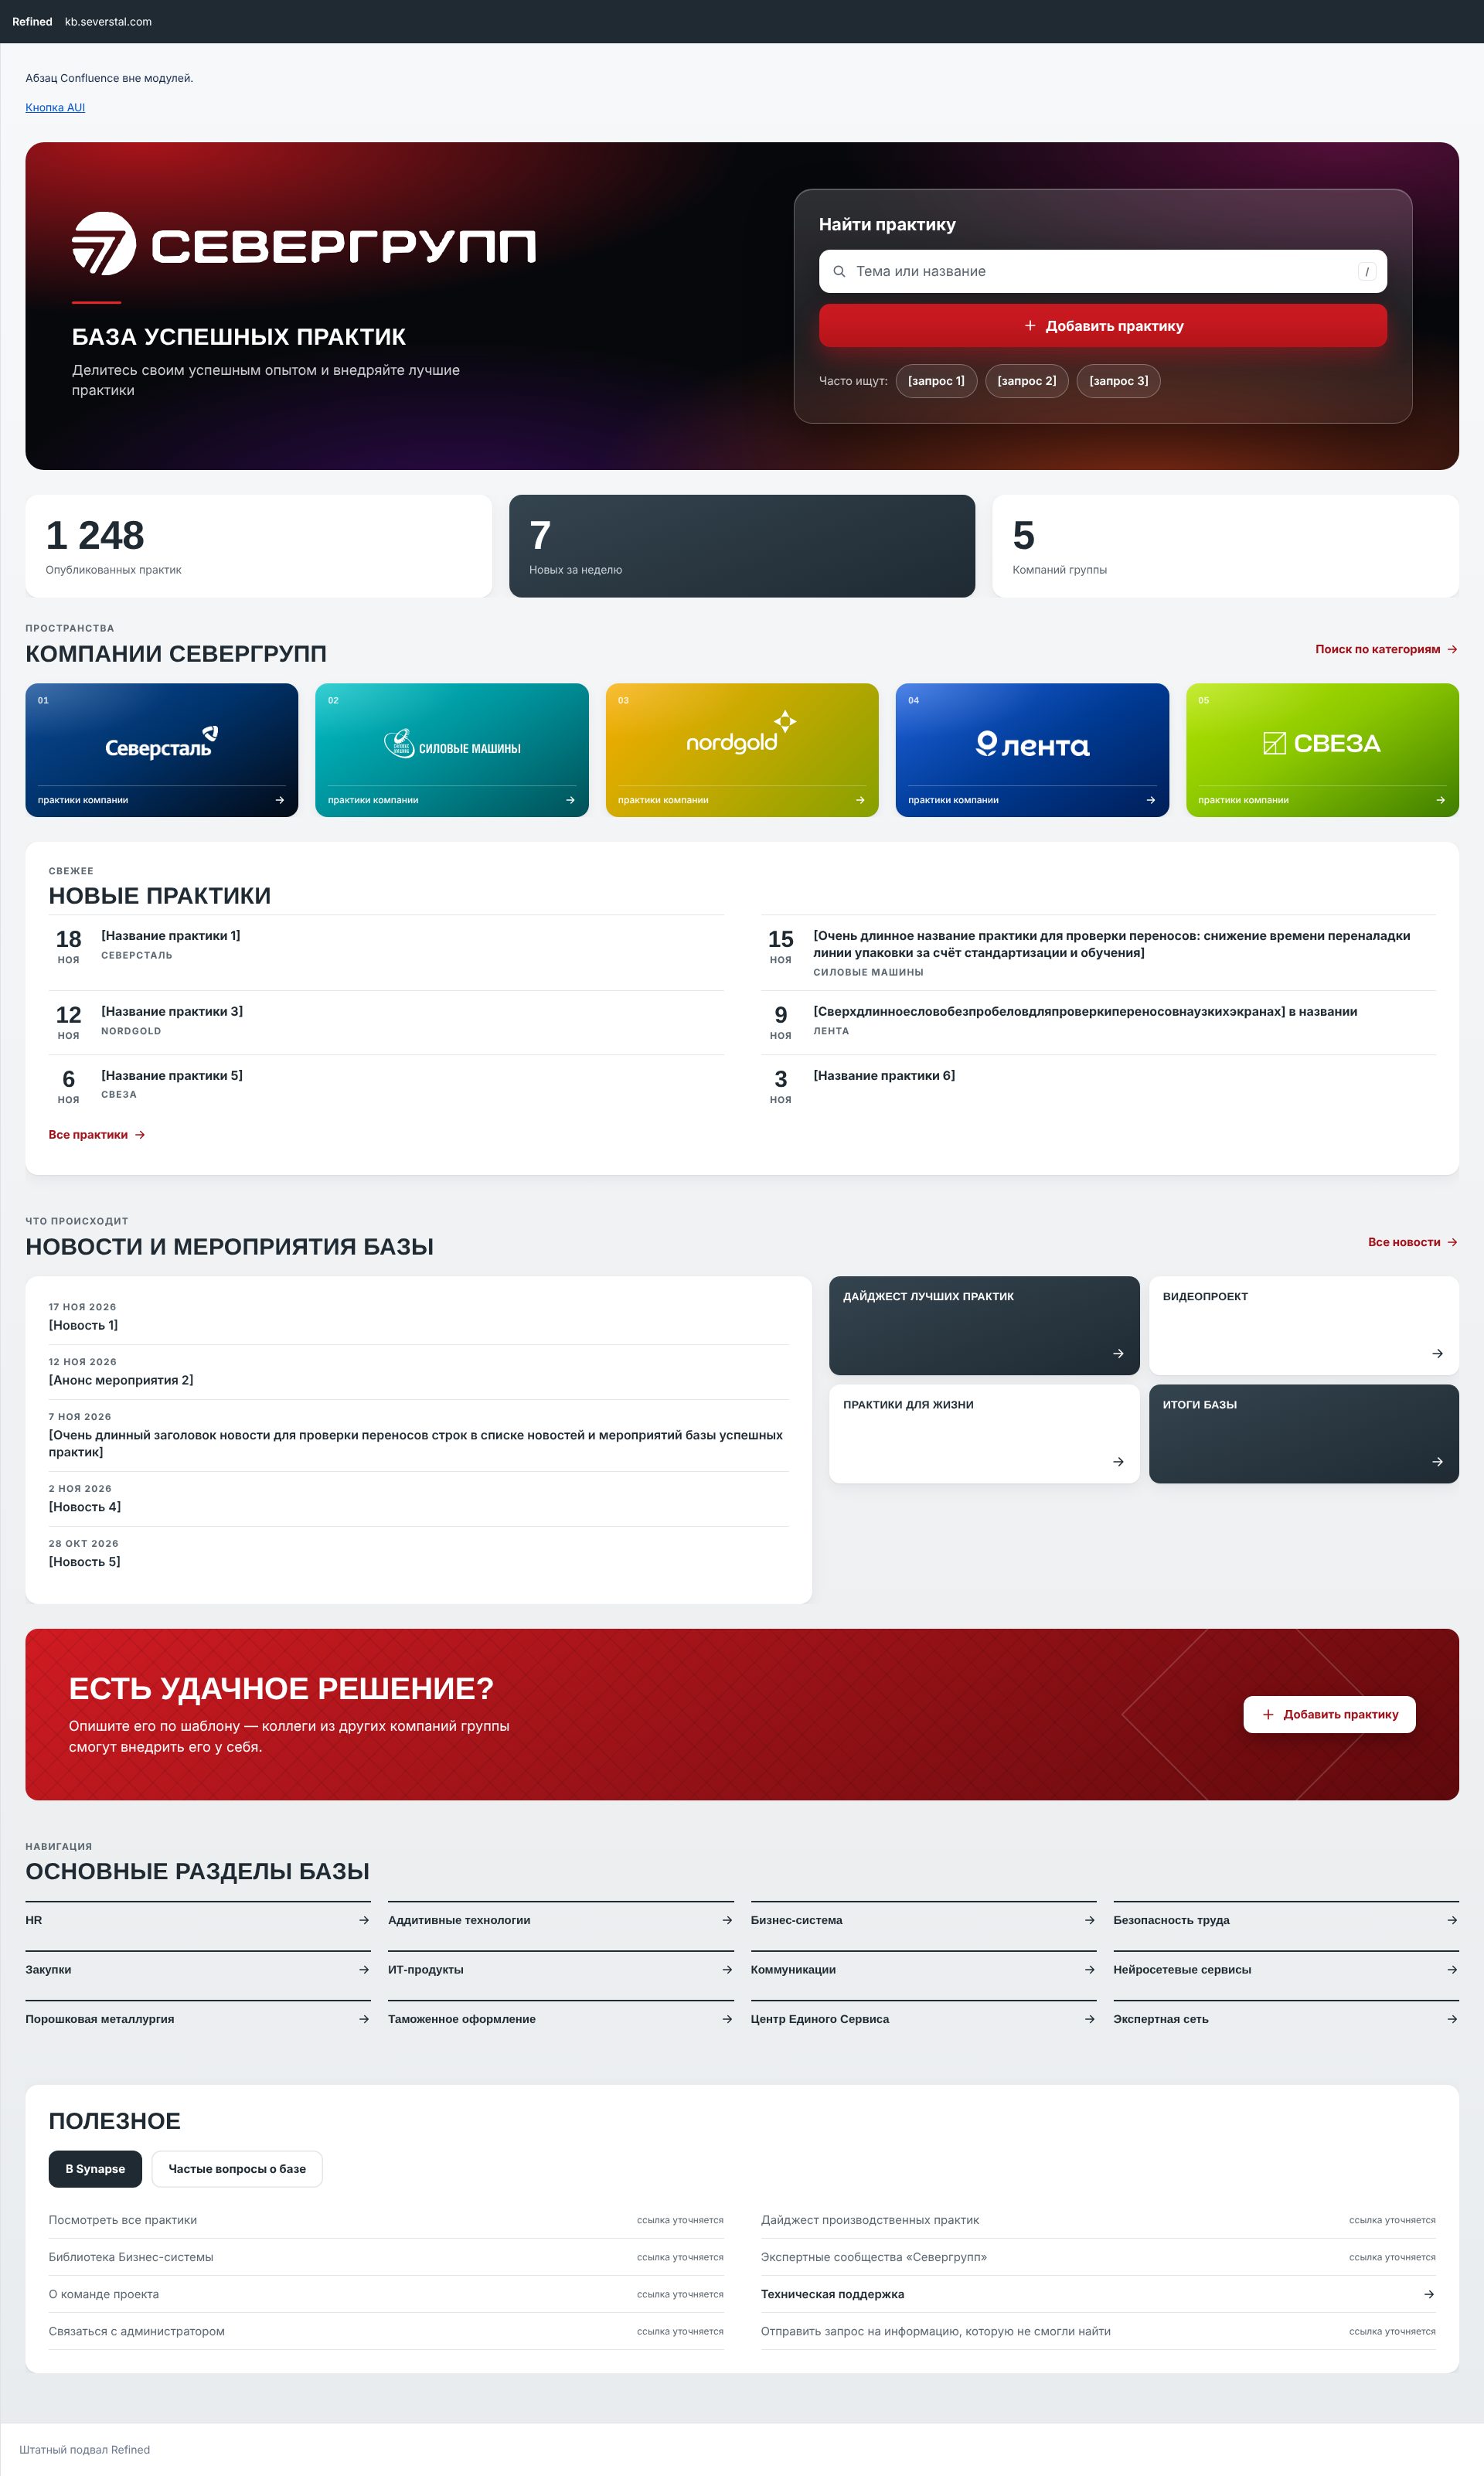 Refined kb.severstal.com
Абзац Confluence вне модулей.
Кнопка AUI
СЕВЕРГРУПП
БАЗА УСПЕШНЫХ ПРАКТИК
Делитесь своим успешным опытом и внедряйте лучшие
практики
Найти практику
Тема или название /
+ Добавить практику
Часто ищут: [запрос 1] [запрос 2] [запрос 3]
1 248
Опубликованных практик
7
Новых за неделю
5
Компаний группы
ПРОСТРАНСТВА
КОМПАНИИ СЕВЕРГРУПП
Поиск по категориям →
01
Северсталь
практики компании →
02
СИЛОВЫЕ МАШИНЫ
практики компании →
03
nordgold
практики компании →
04
лента
практики компании →
05
СВЕЗА
практики компании →
СВЕЖЕЕ
НОВЫЕ ПРАКТИКИ
18 НОЯ
[Название практики 1]
СЕВЕРСТАЛЬ
15 НОЯ
[Очень длинное название практики для проверки переносов: снижение времени переналадки
линии упаковки за счёт стандартизации и обучения]
СИЛОВЫЕ МАШИНЫ
12 НОЯ
[Название практики 3]
NORDGOLD
9 НОЯ
[Сверхдлинноесловобезпробеловдляпроверкипереносовнаузкихэкранах] в названии
ЛЕНТА
6 НОЯ
[Название практики 5]
СВЕЗА
3 НОЯ
[Название практики 6]
Все практики →
ЧТО ПРОИСХОДИТ
НОВОСТИ И МЕРОПРИЯТИЯ БАЗЫ
Все новости →
17 НОЯ 2026
[Новость 1]
12 НОЯ 2026
[Анонс мероприятия 2]
7 НОЯ 2026
[Очень длинный заголовок новости для проверки переносов строк в списке новостей и мероприятий базы успешных
практик]
2 НОЯ 2026
[Новость 4]
28 ОКТ 2026
[Новость 5]
ДАЙДЖЕСТ ЛУЧШИХ ПРАКТИК
→
ВИДЕОПРОЕКТ
→
ПРАКТИКИ ДЛЯ ЖИЗНИ
→
ИТОГИ БАЗЫ
→
ЕСТЬ УДАЧНОЕ РЕШЕНИЕ?
Опишите его по шаблону — коллеги из других компаний группы
смогут внедрить его у себя.
+ Добавить практику
НАВИГАЦИЯ
ОСНОВНЫЕ РАЗДЕЛЫ БАЗЫ
HR →
Аддитивные технологии →
Бизнес-система →
Безопасность труда →
Закупки →
ИТ-продукты →
Коммуникации →
Нейросетевые сервисы →
Порошковая металлургия →
Таможенное оформление →
Центр Единого Сервиса →
Экспертная сеть →
ПОЛЕЗНОЕ
В Synapse
Частые вопросы о базе
Посмотреть все практики ссылка уточняется
Дайджест производственных практик ссылка уточняется
Библиотека Бизнес-системы ссылка уточняется
Экспертные сообщества «Севергрупп» ссылка уточняется
О команде проекта ссылка уточняется
Техническая поддержка →
Связаться с администратором ссылка уточняется
Отправить запрос на информацию, которую не смогли найти ссылка уточняется
Штатный подвал Refined